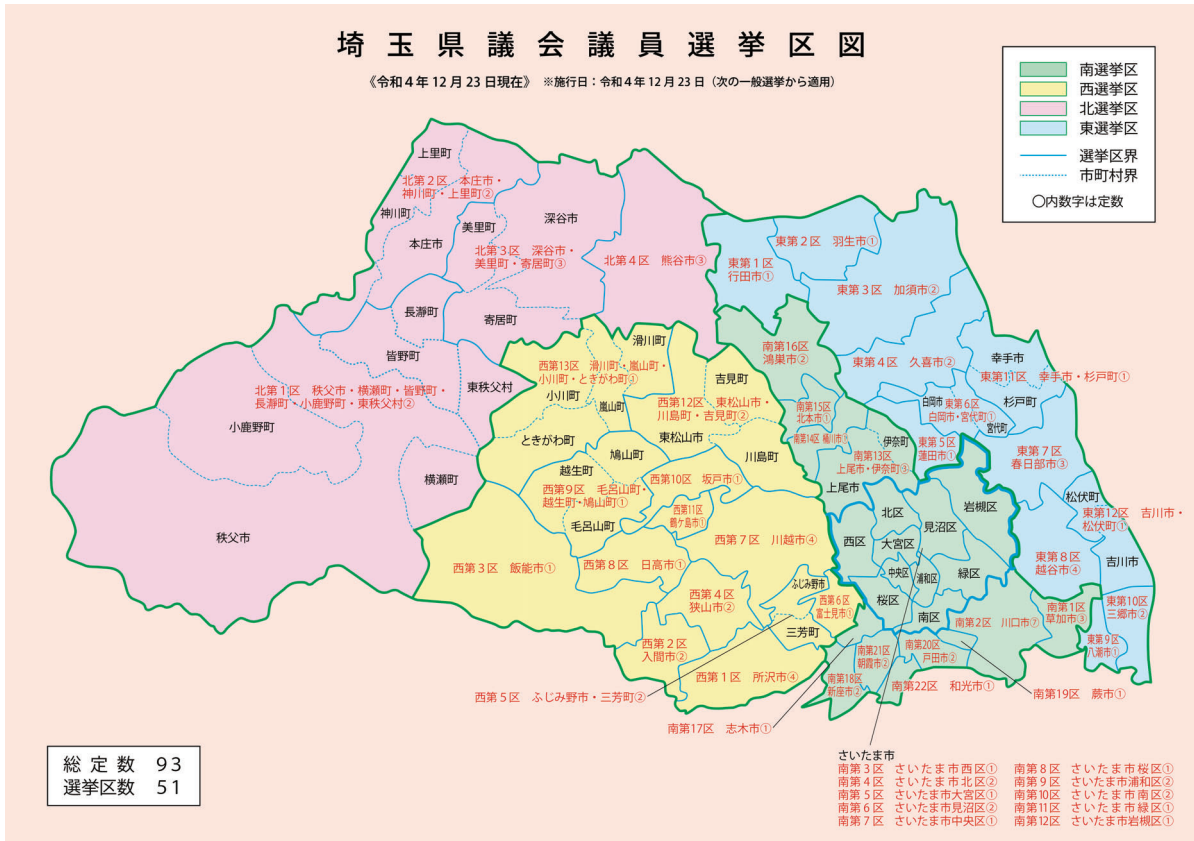 埼玉県議会議員選挙区図
《令和4年12月23日現在》 ※施行日：令和4年12月23日（次の一般選挙から適用）
南選挙区
西選挙区
北選挙区
東選挙区
選挙区界
市町村界
○内数字は定数
上里町
北第2区 本庄市・
神川町・上里町②
神川町
本庄市
美里町
深谷市
北第3区 深谷市・
美里町・寄居町③
北第4区 熊谷市③
長瀞町
寄居町
皆野町
東秩父村
北第1区 秩父市・横瀬町・皆野町・
長瀞町・小鹿野町・東秩父村②
小鹿野町
横瀬町
秩父市
東第2区 羽生市①
東第1区
行田市①
東第3区 加須市②
東第4区 久喜市②
幸手市
東第11区 幸手市・杉戸町①
白岡市
東第6区
白岡市・宮代町①
杉戸町
宮代町
東第5区
蓮田市①
東第7区
春日部市③
松伏町
東第12区 吉川市・
松伏町①
東第8区
越谷市④
吉川市
東第10区
三郷市②
東第9区
八潮市①
滑川町
西第13区 滑川町・嵐山町・
小川町・ときがわ町①
小川町
嵐山町
吉見町
西第12区 東松山市・
川島町・吉見町②
ときがわ町
東松山市
鳩山町
川島町
越生町
西第9区 毛呂山町・
越生町・鳩山町①
西第10区 坂戸市①
西第11区
鶴ケ島市①
毛呂山町
西第7区 川越市④
西第3区 飯能市①
西第8区 日高市①
西第4区
狭山市②
ふじみ野市
西第6区
富士見市①
三芳町
西第2区
入間市②
西第1区 所沢市④
西第5区 ふじみ野市・三芳町②
南第16区
鴻巣市②
南第15区
北本市①
南第14区 桶川市①
伊奈町
南第13区
上尾市・伊奈町③
上尾市
北区
岩槻区
見沼区
西区
大宮区
中央区
浦和区
緑区
桜区
南区
南第2区 川口市⑦
南第1区
草加市③
南第21区
朝霞市②
南第20区
戸田市②
南第18区
新座市②
南第22区 和光市①
南第19区 蕨市①
南第17区 志木市①
さいたま市
南第3区 さいたま市西区①
南第4区 さいたま市北区②
南第5区 さいたま市大宮区①
南第6区 さいたま市見沼区②
南第7区 さいたま市中央区①
南第8区 さいたま市桜区①
南第9区 さいたま市浦和区②
南第10区 さいたま市南区②
南第11区 さいたま市緑区①
南第12区 さいたま市岩槻区①
総定数 93
選挙区数 51